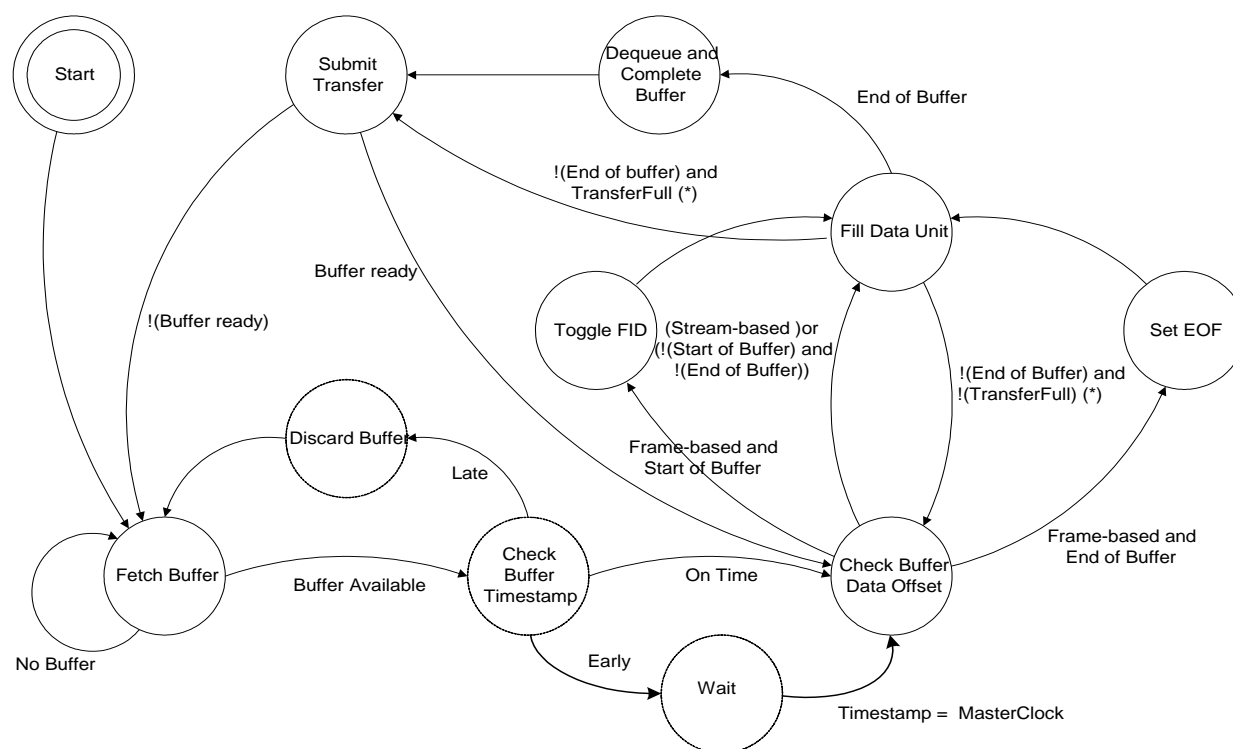 Start
Submit
Transfer
Dequeue and
Complete
Buffer
End of Buffer
!(End of buffer) and
TransferFull (*)
Fill Data Unit
Buffer ready
!(Buffer ready)
Toggle FID
(Stream-based )or
(!(Start of Buffer) and
!(End of Buffer))
Set EOF
!(End of Buffer) and
!(TransferFull) (*)
Discard Buffer
Late
Frame-based and
Start of Buffer
Frame-based and
End of Buffer
Fetch Buffer
Buffer Available
Check
Buffer
Timestamp
On Time
Check Buffer
Data Offset
No Buffer
Early
Wait
Timestamp = MasterClock